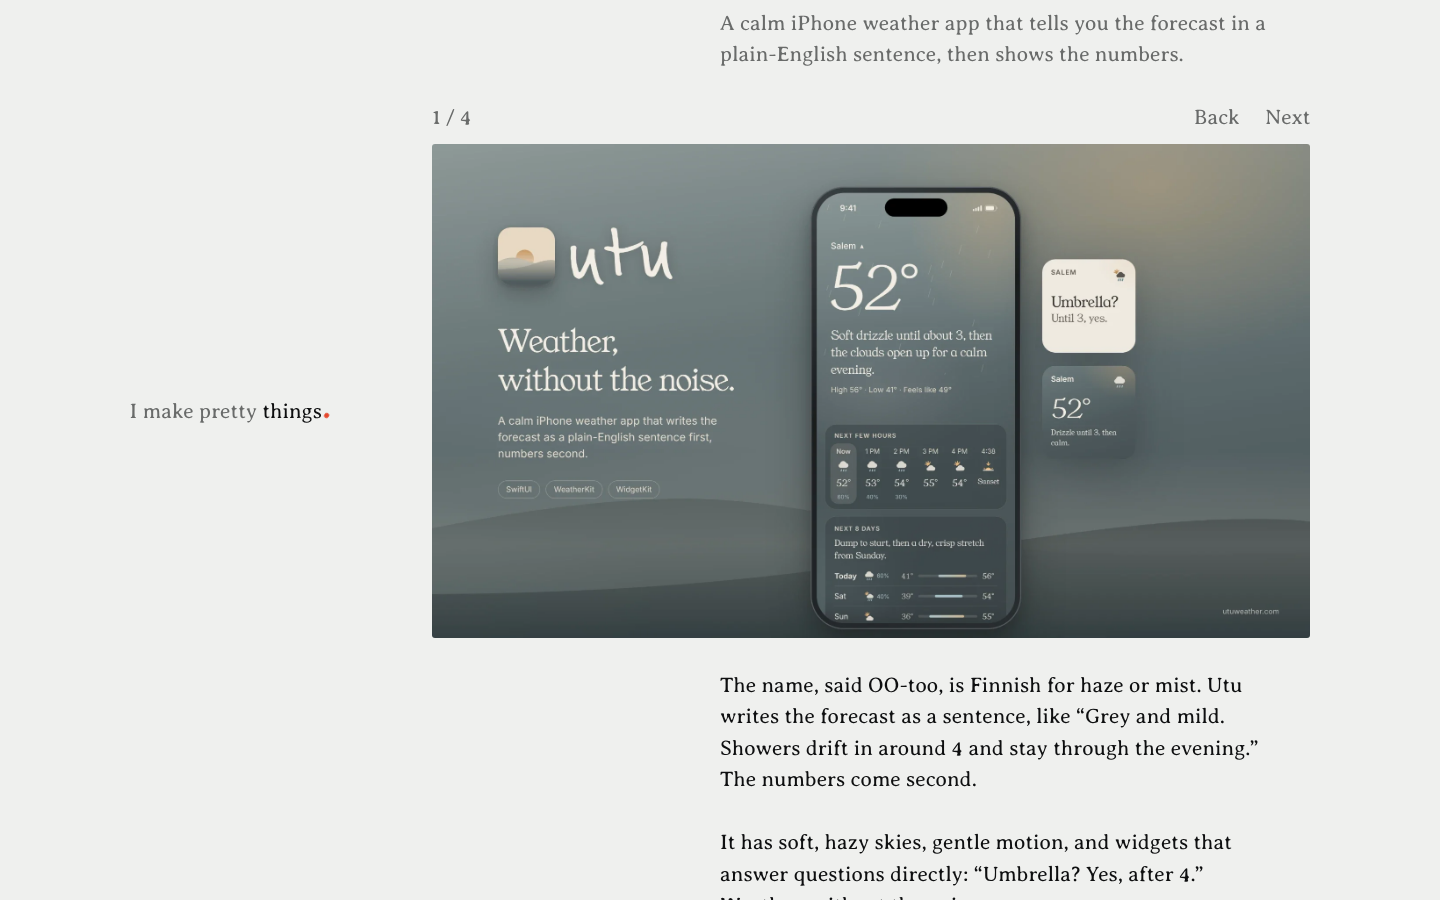 A calm iPhone weather app that tells you the forecast in a
plain-English sentence, then shows the numbers.
1 / 4
Back Next
I make pretty things.
utu
Weather,
without the noise.
A calm iPhone weather app that writes the
forecast as a plain-English sentence first,
numbers second.
SwiftUI WeatherKit WidgetKit
9:41
Salem
52°
Soft drizzle until about 3, then
the clouds open up for a calm
evening.
High 56° · Low 41° · Feels like 49°
NEXT FEW HOURS
Now 1 PM 2 PM 3 PM 4 PM 4:38
52° 53° 54° 55° 54° Sunset
60% 40% 30%
NEXT 8 DAYS
Damp to start, then a dry, crisp stretch
from Sunday.
Today 60% 41° 56°
Sat 40% 39° 54°
Sun 36° 55°
SALEM
Umbrella?
Until 3, yes.
Salem
52°
Drizzle until 3, then
calm.
utuweather.com
The name, said OO-too, is Finnish for haze or mist. Utu
writes the forecast as a sentence, like “Grey and mild.
Showers drift in around 4 and stay through the evening.”
The numbers come second.
It has soft, hazy skies, gentle motion, and widgets that
answer questions directly: “Umbrella? Yes, after 4.”